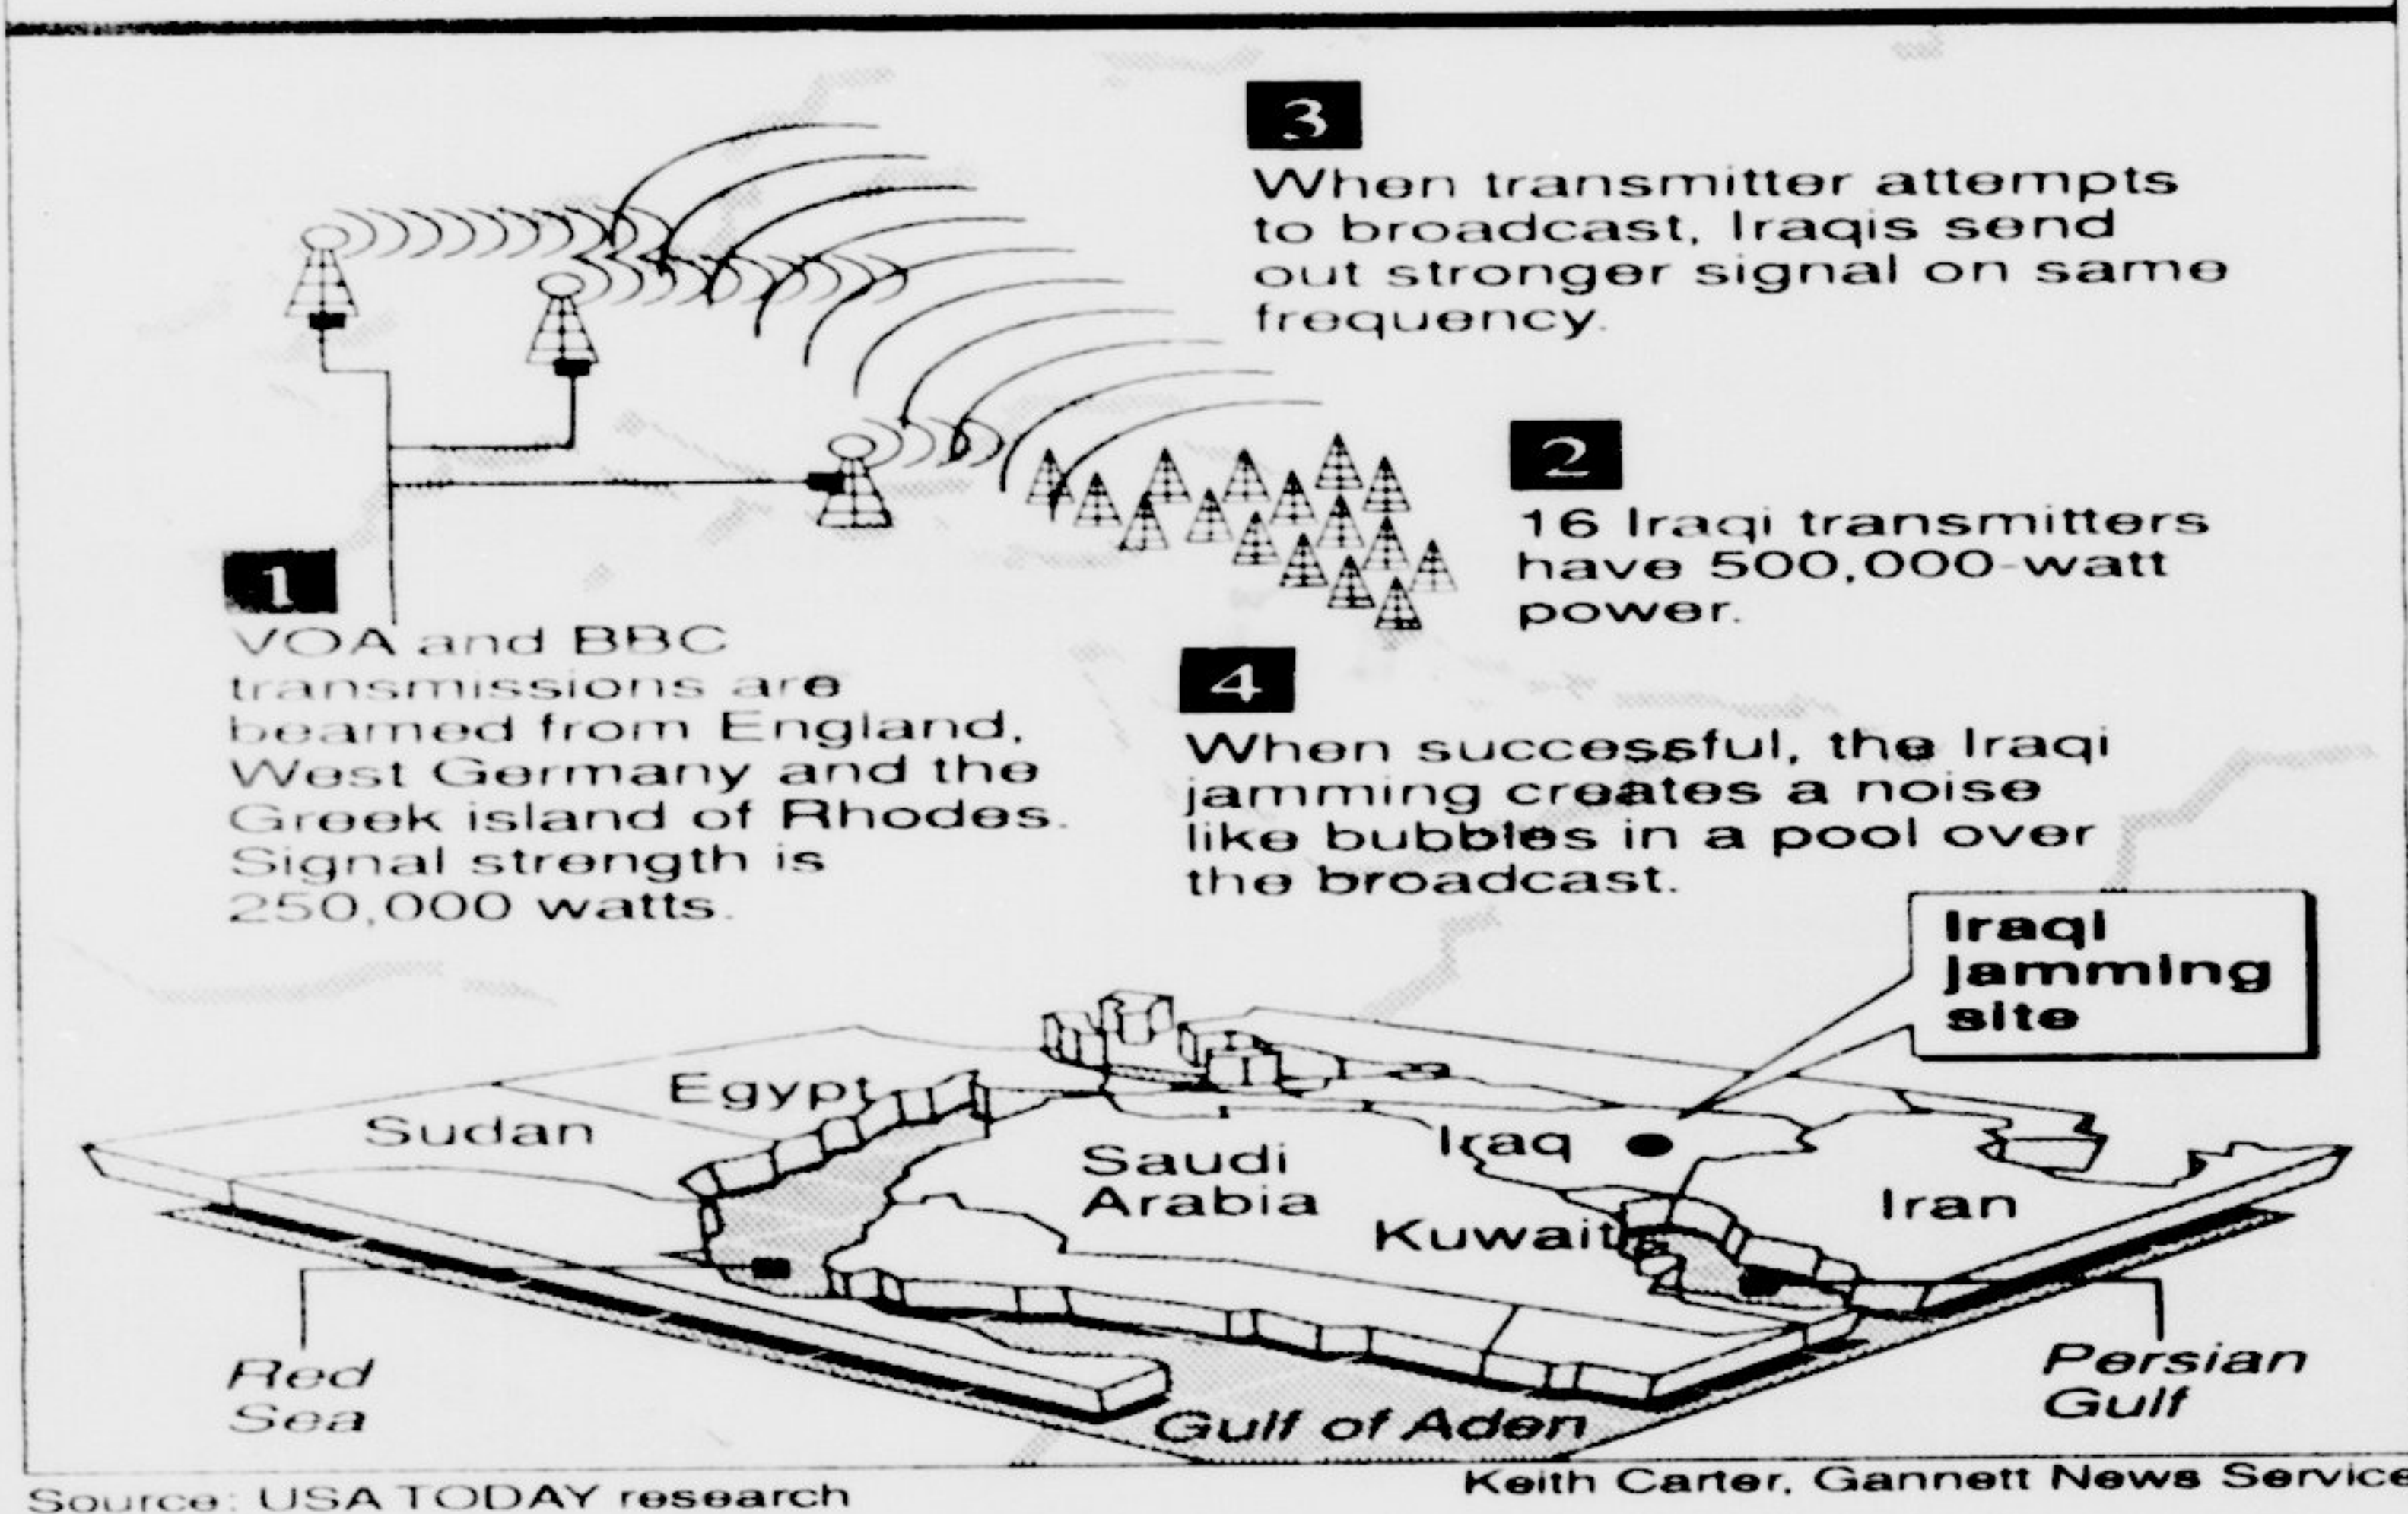 3
When transmitter attempts
to broadcast, Iraqis send
out stronger signal on same
frequency.
2
16 Iraqi transmitters
have 500,000-watt
power.
1
VOA and BBC
transmissions are
beamed from England,
West Germany and the
Greek island of Rhodes.
Signal strength is
250,000 watts.
4
When successful, the Iraqi
jamming creates a noise
like bubbles in a pool over
the broadcast.
Iraqi
jamming
site
Egypt
Sudan
Saudi
Arabia
Iraq
Kuwait
Iran
Red
Sea
Persian
Gulf
Gulf of Aden
Source: USA TODAY research
Keith Carter, Gannett News Service